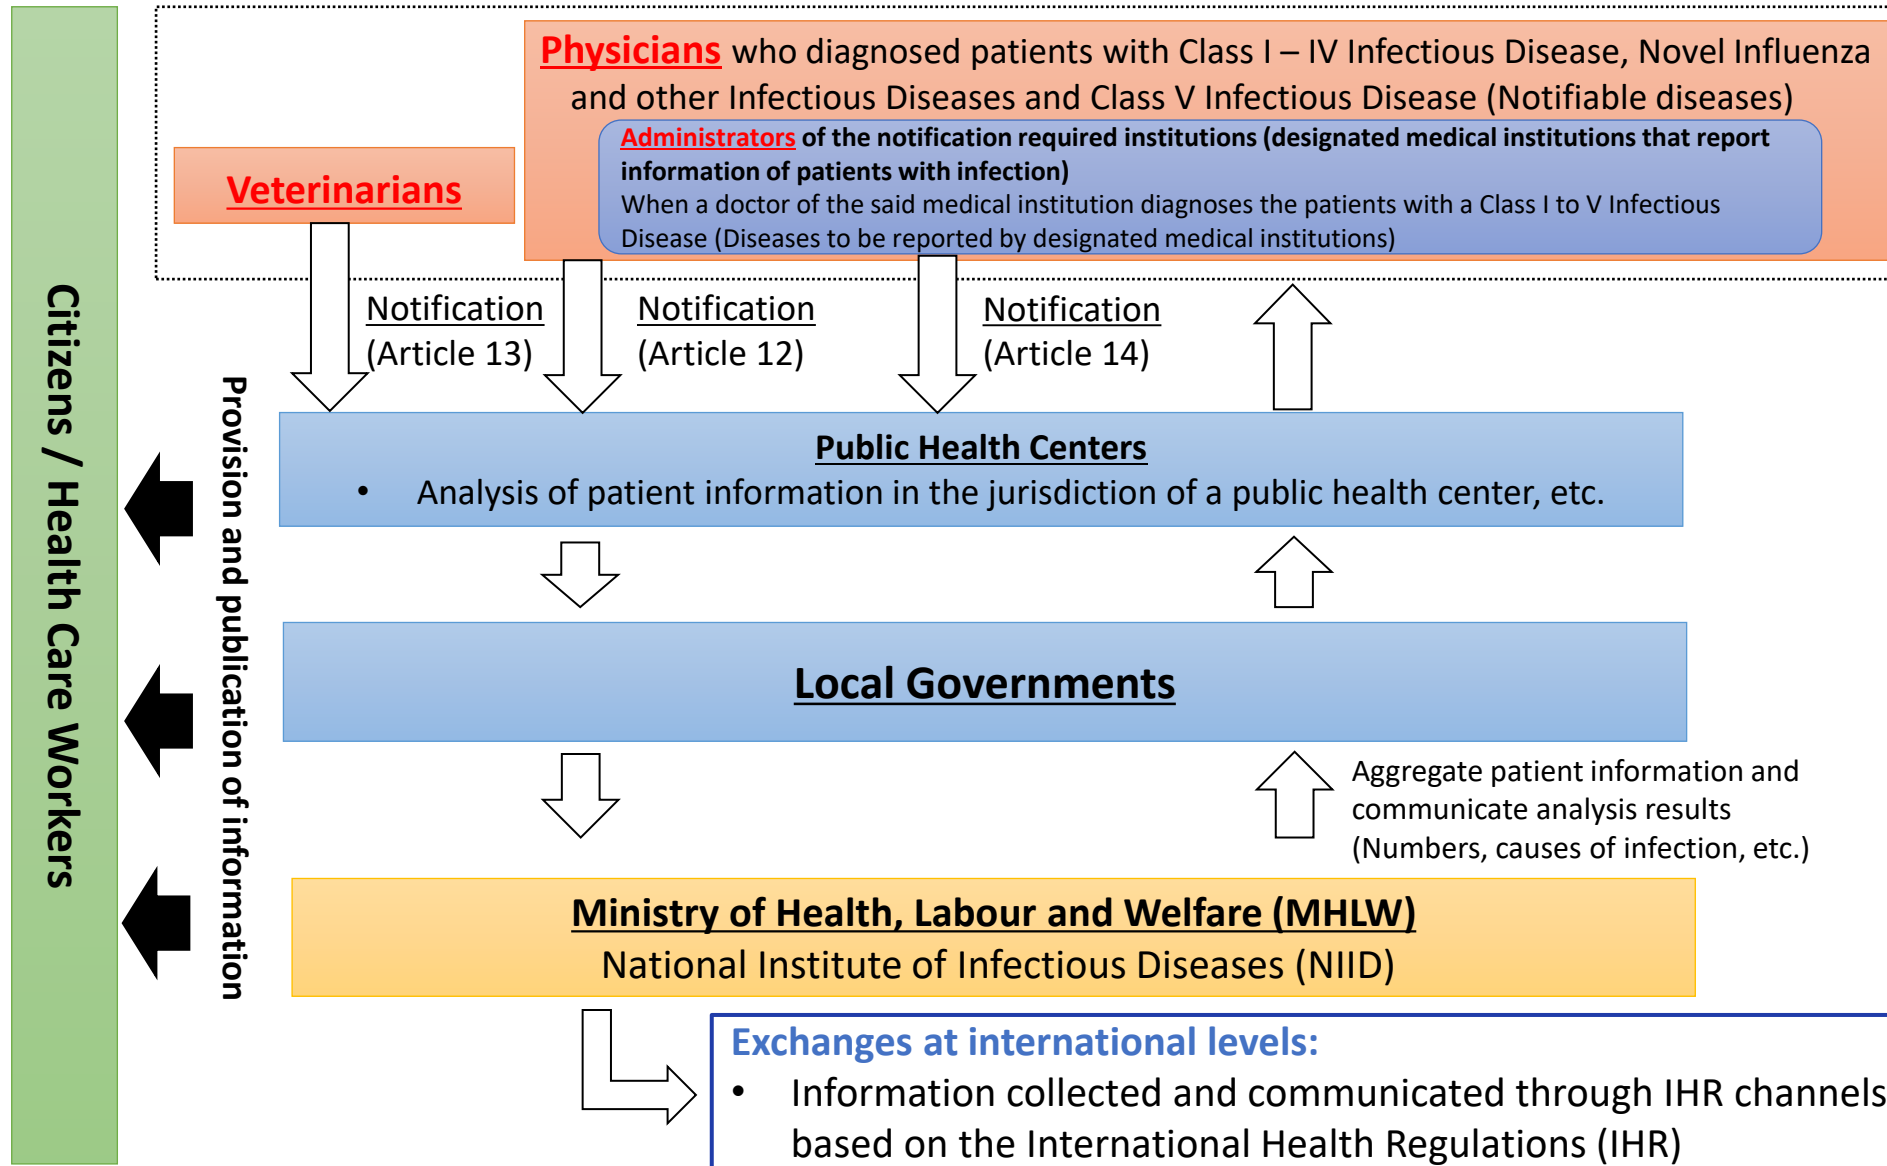 Physicians who diagnosed patients with Class I – IV Infectious Disease, Novel Influenza
and other Infectious Diseases and Class V Infectious Disease (Notifiable diseases)
Administrators of the notification required institutions (designated medical institutions that report
information of patients with infection)
When a doctor of the said medical institution diagnoses the patients with a Class I to V Infectious
Disease (Diseases to be reported by designated medical institutions)
Veterinarians
Notification
(Article 13)
Notification
(Article 12)
Notification
(Article 14)
Citizens / Health Care Workers
Provision and publication of information
Public Health Centers
• Analysis of patient information in the jurisdiction of a public health center, etc.
Local Governments
Aggregate patient information and
communicate analysis results
(Numbers, causes of infection, etc.)
Ministry of Health, Labour and Welfare (MHLW)
National Institute of Infectious Diseases (NIID)
Exchanges at international levels:
• Information collected and communicated through IHR channels
based on the International Health Regulations (IHR)